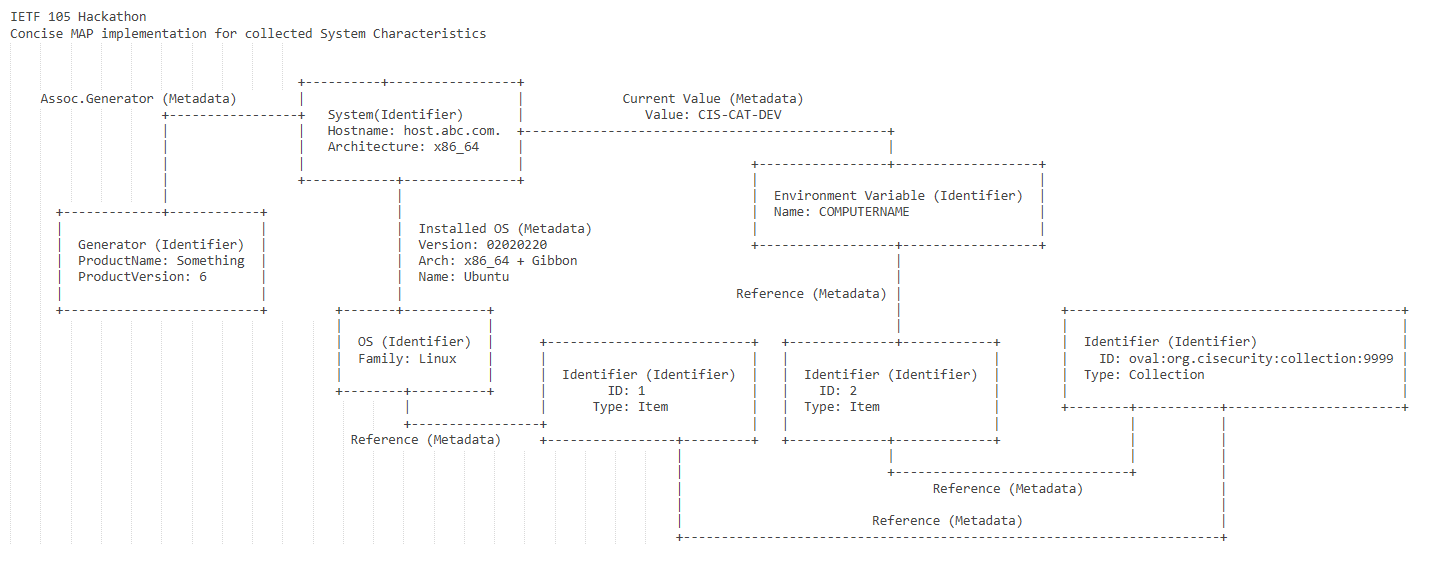 IETF 105 Hackathon
Concise MAP implementation for collected System Characteristics
Assoc.Generator (Metadata)
System(Identifier)
Hostname: host.abc.com.
Architecture: x86_64
Current Value (Metadata)
Value: CIS-CAT-DEV
Environment Variable (Identifier)
Name: COMPUTERNAME
Generator (Identifier)
ProductName: Something
ProductVersion: 6
Installed OS (Metadata)
Version: 02020220
Arch: x86_64 + Gibbon
Name: Ubuntu
Reference (Metadata)
OS (Identifier)
Family: Linux
Identifier (Identifier)
ID: 1
Type: Item
Identifier (Identifier)
ID: 2
Type: Item
Identifier (Identifier)
ID: oval:org.cisecurity:collection:9999
Type: Collection
Reference (Metadata)
Reference (Metadata)
Reference (Metadata)